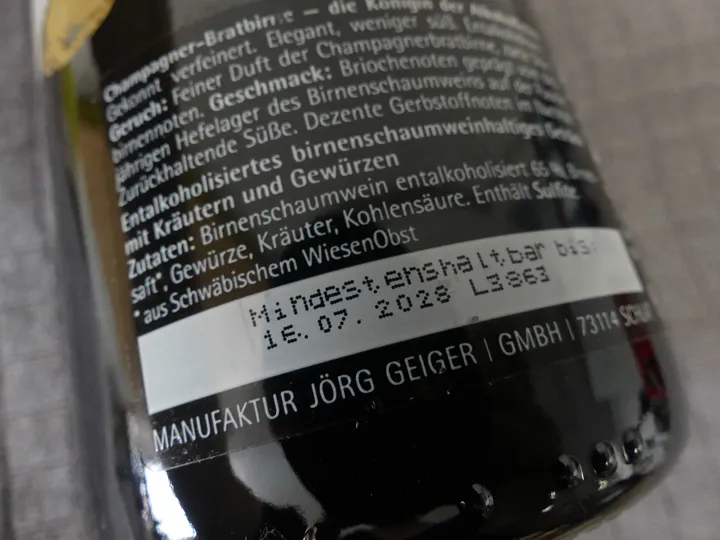 Champagner-Bratbirne – die Königin der
Gekonnt verfeinert. Elegant, weniger süß.
Geruch: Feiner Duft der Champagnerbratbirne,
birnennoten. Geschmack: Briochenoten geprägt
jährigen Hefelager des Birnenschaumweins auf der
Zurückhaltende Süße. Dezente Gerbstoffnoten im
Entalkoholisiertes birnenschaumweinhaltiges
mit Kräutern und Gewürzen
Zutaten: Birnenschaumwein entalkoholisiert 65 %,
saft*, Gewürze, Kräuter, Kohlensäure. Enthält Sulfite.
* aus Schwäbischem WiesenObst
Mindestenshaltbar bis:
16.07.2028 L3863
MANUFAKTUR JÖRG GEIGER | GMBH | 73114